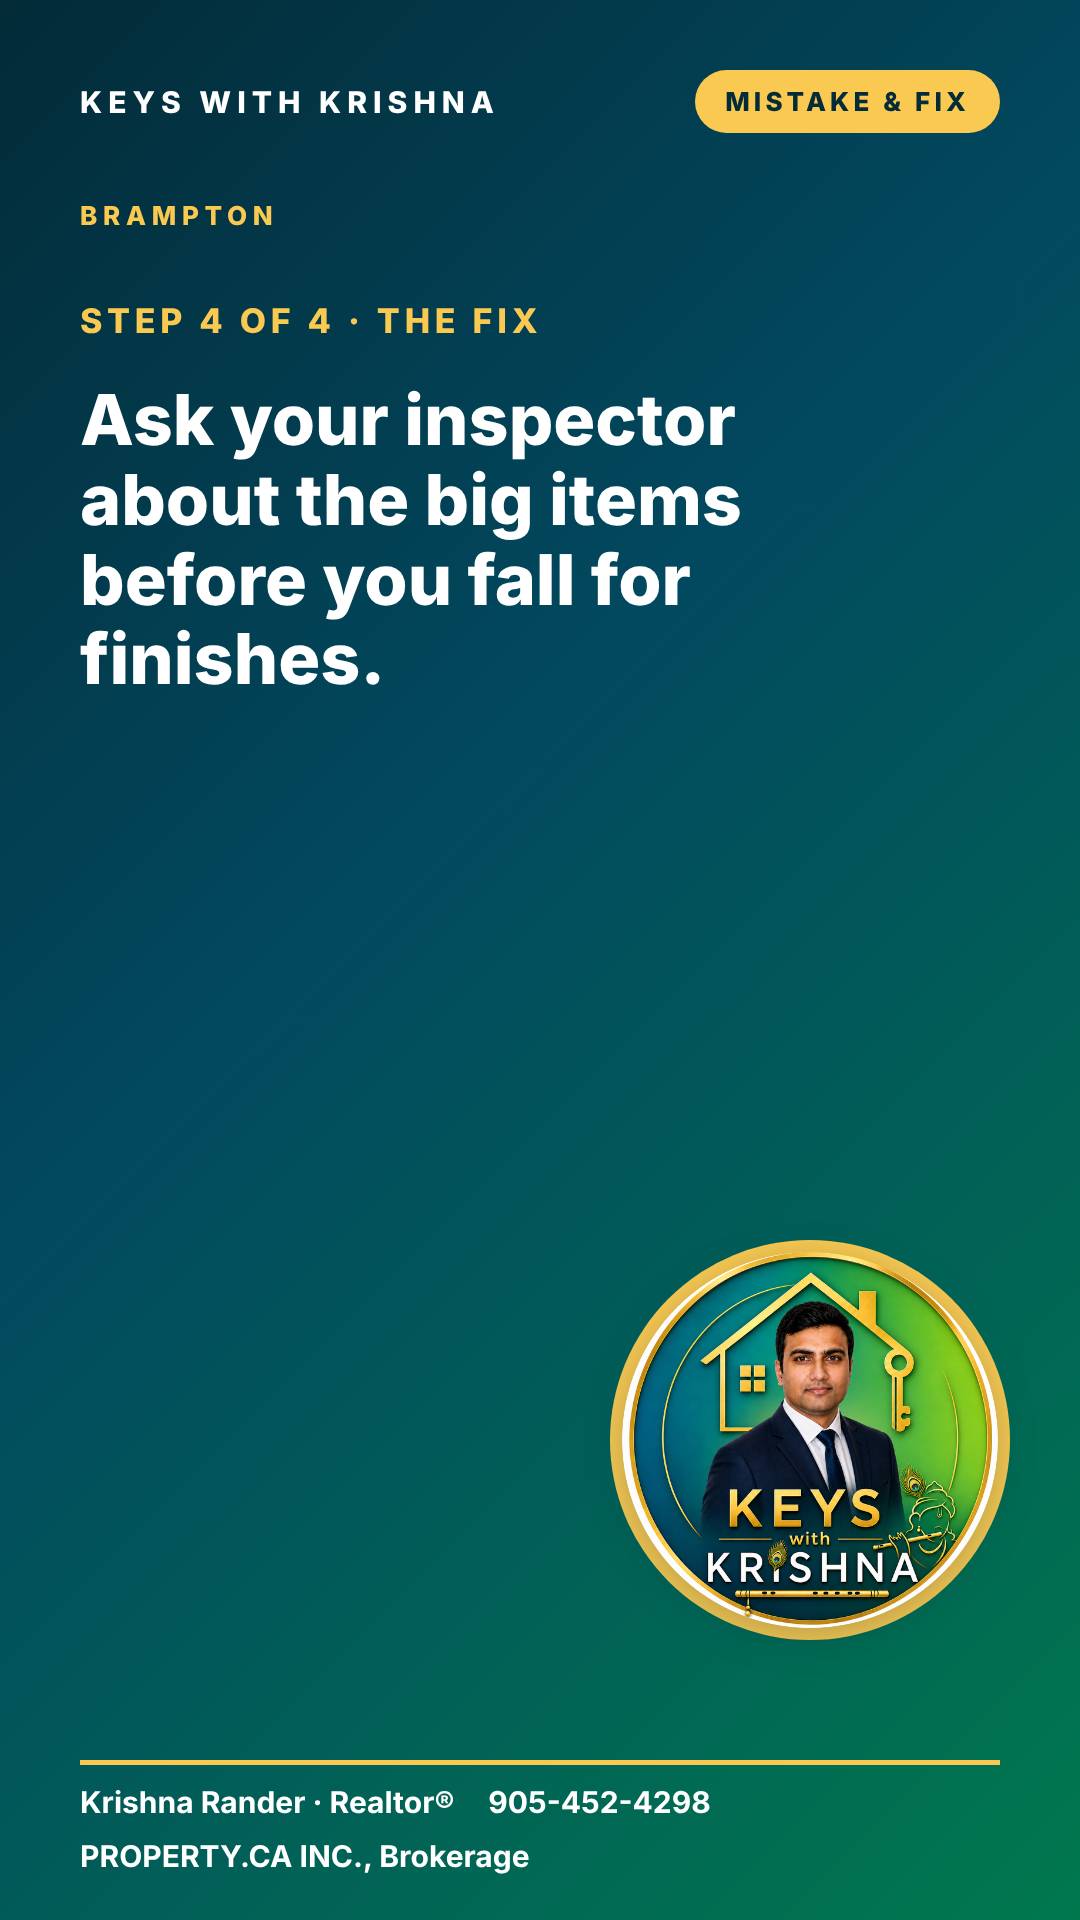 KEYS WITH KRISHNA
MISTAKE & FIX
BRAMPTON
STEP 4 OF 4 · THE FIX
Ask your inspector
about the big items
before you fall for
finishes.
KEYS
with
KRISHNA
Krishna Rander · Realtor® 905-452-4298
PROPERTY.CA INC., Brokerage